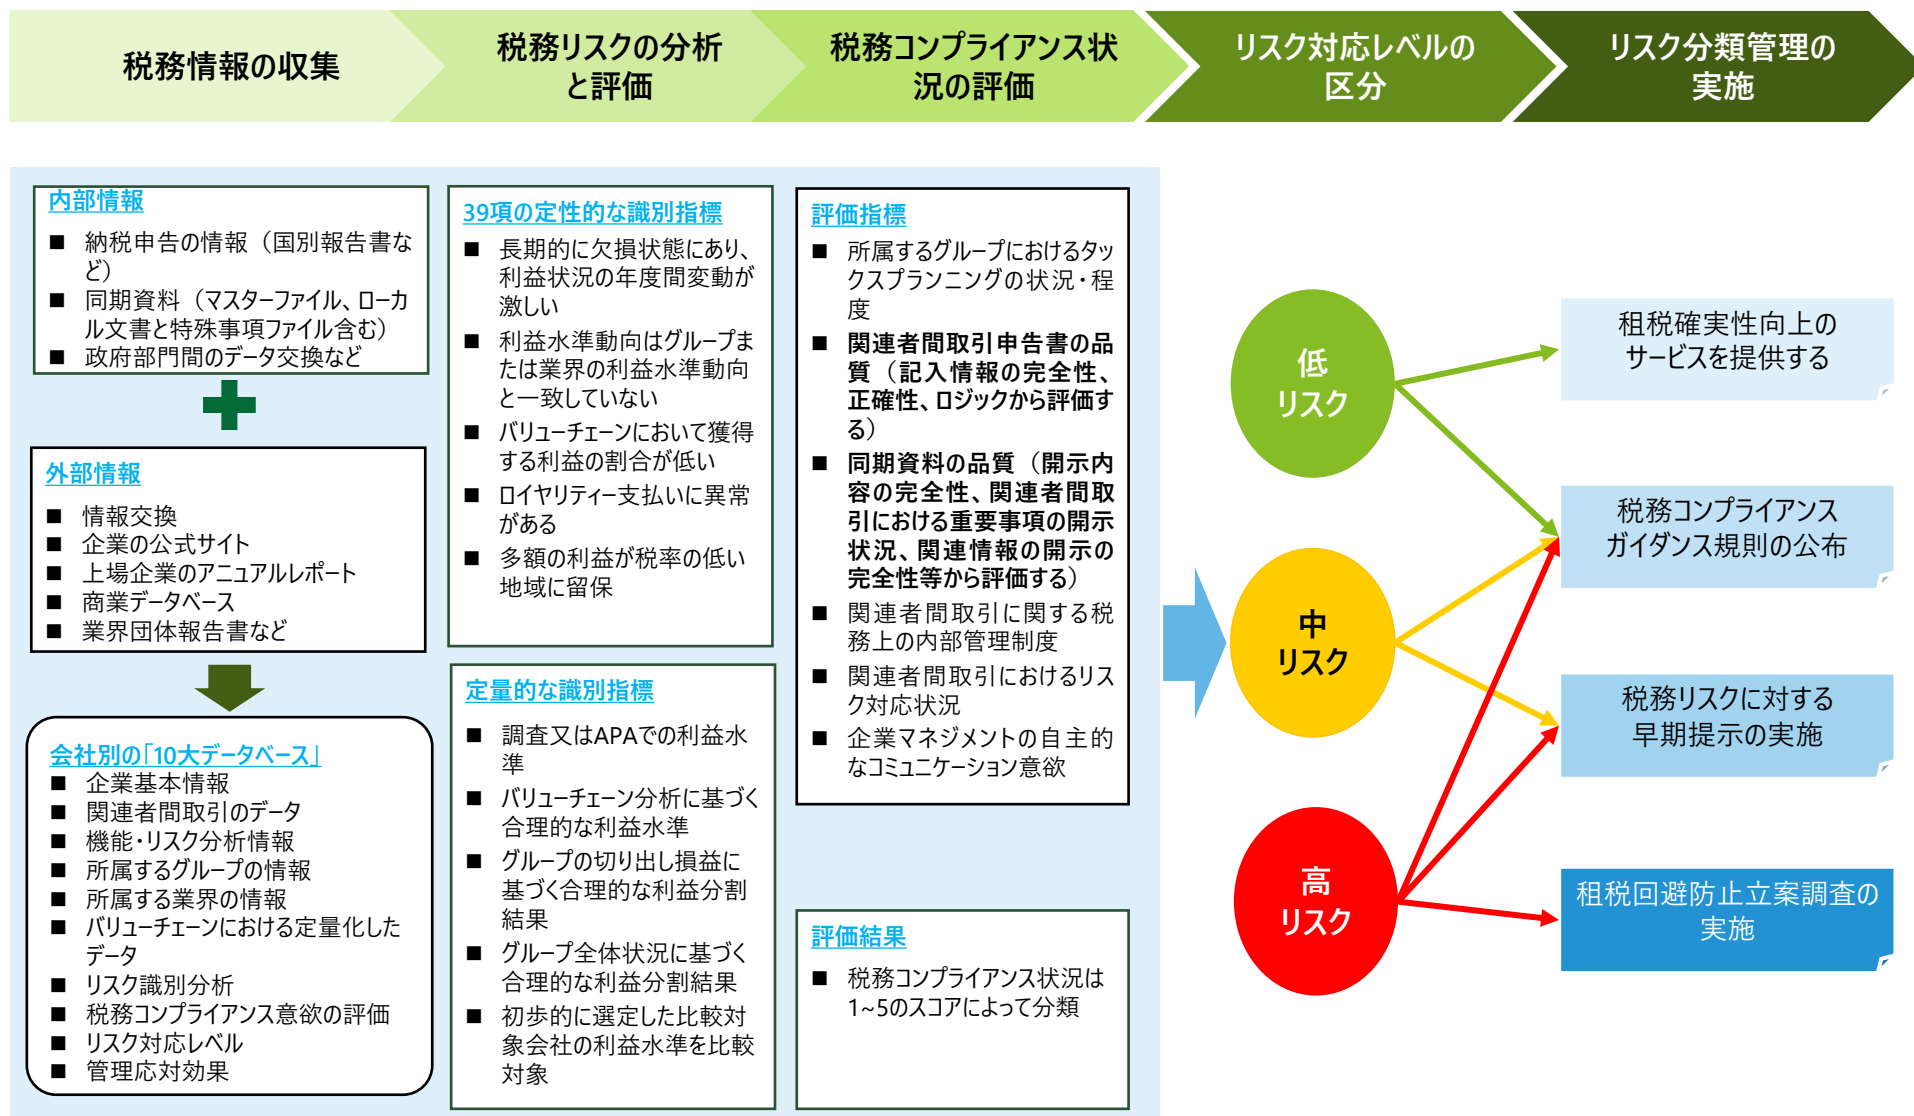 税務情報の収集
税務リスクの分析
と評価
税務コンプライアンス状
況の評価
リスク対応レベルの
区分
リスク分類管理の
実施
内部情報
■ 納税申告の情報（国別報告書な
ど）
■ 同期資料（マスターファイル、ローカ
ル文書と特殊事項ファイル含む）
■ 政府部門間のデータ交換など
外部情報
■ 情報交換
■ 企業の公式サイト
■ 上場企業のアニュアルレポート
■ 商業データベース
■ 業界団体報告書など
会社別の「10大データベース」
■ 企業基本情報
■ 関連者間取引のデータ
■ 機能・リスク分析情報
■ 所属するグループの情報
■ 所属する業界の情報
■ バリューチェーンにおける定量化した
データ
■ リスク識別分析
■ 税務コンプライアンス意欲の評価
■ リスク対応レベル
■ 管理応対効果
39項の定性的な識別指標
■ 長期的に欠損状態にあり、
利益状況の年度間変動が
激しい
■ 利益水準動向はグループま
たは業界の利益水準動向
と一致していない
■ バリューチェーンにおいて獲得
する利益の割合が低い
■ ロイヤリティー支払いに異常
がある
■ 多額の利益が税率の低い
地域に留保
定量的な識別指標
■ 調査又はAPAでの利益水
準
■ バリューチェーン分析に基づく
合理的な利益水準
■ グループの切り出し損益に
基づく合理的な利益分割
結果
■ グループ全体状況に基づく
合理的な利益分割結果
■ 初歩的に選定した比較対
象会社の利益水準を比較
対象
評価指標
■ 所属するグループにおけるタッ
クスプランニングの状況・程
度
■ 関連者間取引申告書の品
質（記入情報の完全性、
正確性、ロジックから評価す
る）
■ 同期資料の品質（開示内
容の完全性、関連者間取
引における重要事項の開示
状況、関連情報の開示の
完全性等から評価する）
■ 関連者間取引に関する税
務上の内部管理制度
■ 関連者間取引におけるリス
ク対応状況
■ 企業マネジメントの自主的
なコミュニケーション意欲
評価結果
■ 税務コンプライアンス状況は
1~5のスコアによって分類
低
リスク
中
リスク
高
リスク
租税確実性向上の
サービスを提供する
税務コンプライアンス
ガイダンス規則の公布
税務リスクに対する
早期提示の実施
租税回避防止立案調査の
実施